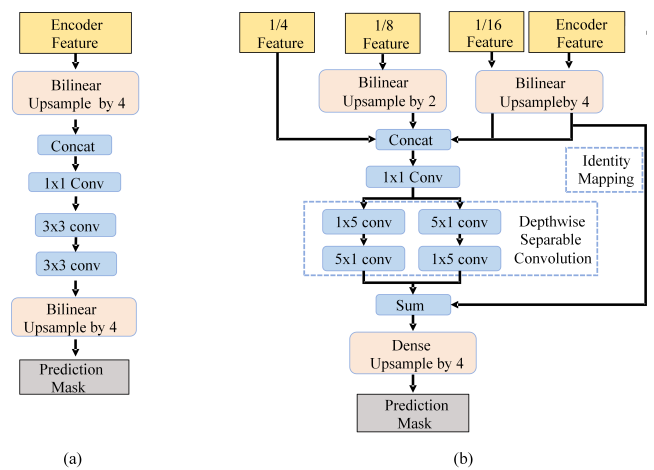 Encoder
Feature
Bilinear
Upsample by 4
Concat
1x1 Conv
3x3 conv
3x3 conv
Bilinear
Upsample by 4
Prediction
Mask
(a)
1/4
Feature
1/8
Feature
1/16
Feature
Encoder
Feature
Bilinear
Upsample by 2
Bilinear
Upsampleby 4
Concat
1x1 Conv
Identity
Mapping
1x5 conv
5x1 conv
5x1 conv
1x5 conv
Depthwise
Separable
Convolution
Sum
Dense
Upsample by 4
Prediction
Mask
(b)